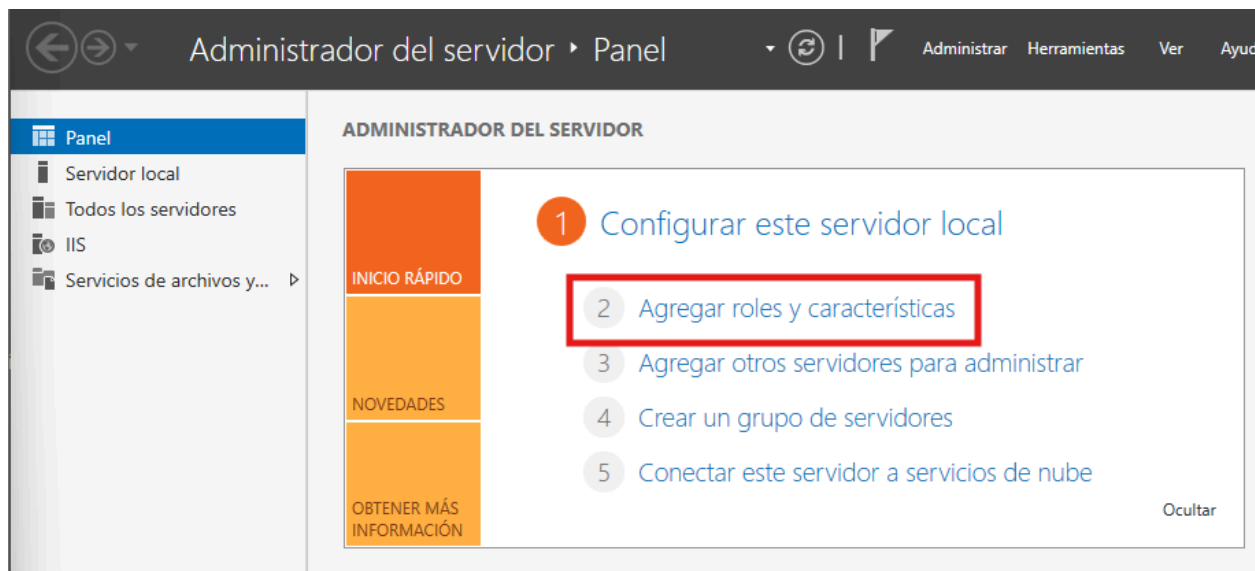 Administrador del servidor ‣ Panel
Administrar Herramientas Ver Ayud
Panel
Servidor local
Todos los servidores
IIS
Servicios de archivos y...
ADMINISTRADOR DEL SERVIDOR
INICIO RÁPIDO
NOVEDADES
OBTENER MÁS
INFORMACIÓN
1 Configurar este servidor local
2 Agregar roles y características
3 Agregar otros servidores para administrar
4 Crear un grupo de servidores
5 Conectar este servidor a servicios de nube
Ocultar